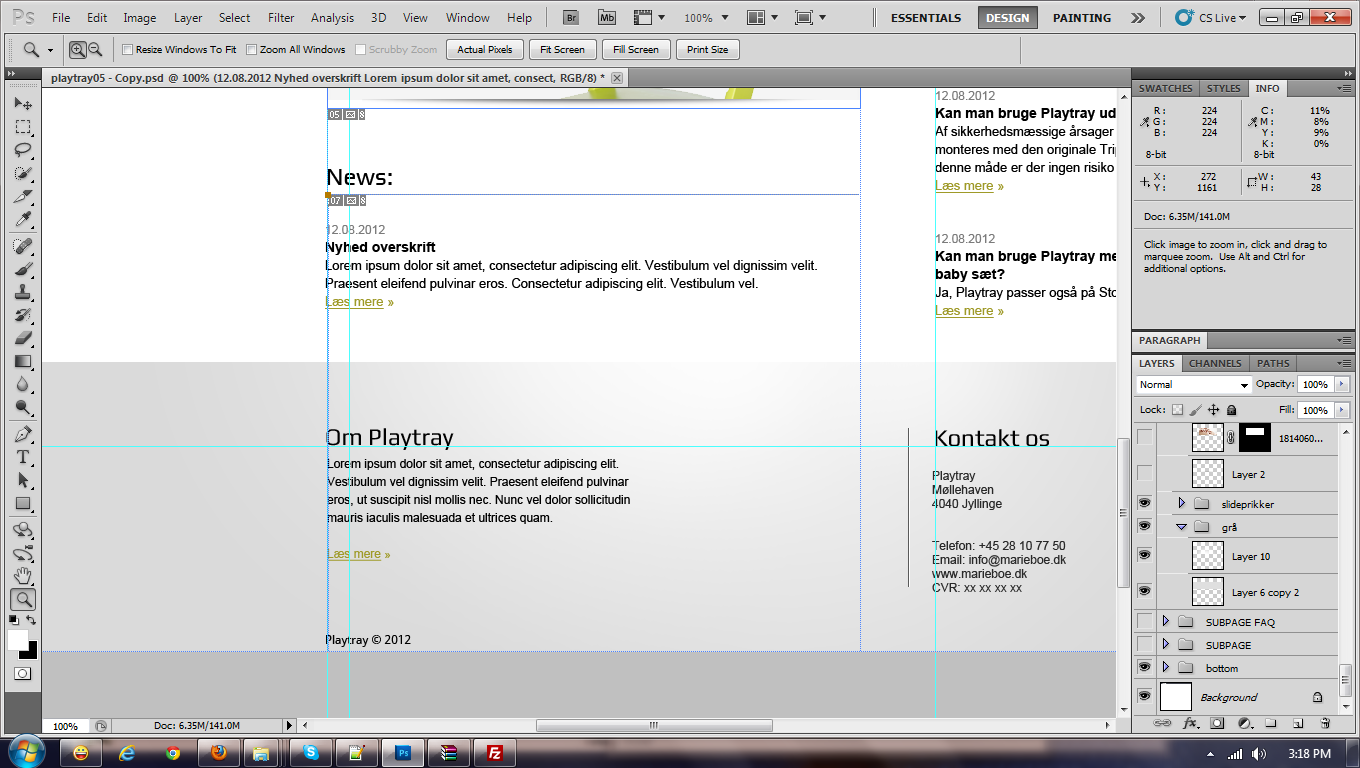 Ps File Edit Image Layer Select Filter Analysis 3D View Window Help Br Mb 100% ESSENTIALS DESIGN PAINTING CS Live
Resize Windows To Fit Zoom All Windows Scrubby Zoom Actual Pixels Fit Screen Fill Screen Print Size
playtray05 - Copy.psd @ 100% (12.08.2012 Nyhed overskrift Lorem ipsum dolor sit amet, consect, RGB/8) *
05
News:
07
12.08.2012
Nyhed overskrift
Lorem ipsum dolor sit amet, consectetur adipiscing elit. Vestibulum vel dignissim velit.
Praesent eleifend pulvinar eros. Consectetur adipiscing elit. Vestibulum vel.
Læs mere »
12.08.2012
Kan man bruge Playtray ud
Af sikkerhedsmæssige årsager
monteres med den originale Tri
denne måde er der ingen risiko
Læs mere »
12.08.2012
Kan man bruge Playtray me
baby sæt?
Ja, Playtray passer også på Sto
Læs mere »
Om Playtray
Lorem ipsum dolor sit amet, consectetur adipiscing elit.
Vestibulum vel dignissim velit. Praesent eleifend pulvinar
eros, ut suscipit nisl mollis nec. Nunc vel dolor sollicitudin
mauris iaculis malesuada et ultrices quam.
Læs mere »
Playtray © 2012
Kontakt os
Playtray
Møllehaven
4040 Jyllinge
Telefon: +45 28 10 77 50
Email: info@marieboe.dk
www.marieboe.dk
CVR: xx xx xx xx
SWATCHES STYLES INFO
R: 224 C: 11%
G: 224 M: 8%
B: 224 Y: 9%
K: 0%
8-bit 8-bit
X: 272 W: 43
Y: 1161 H: 28
Doc: 6.35M/141.0M
Click image to zoom in, or click and drag to
marquee zoom. Use Alt and Ctrl for
additional options.
PARAGRAPH
LAYERS CHANNELS PATHS
Normal Opacity: 100%
Lock: Fill: 100%
1814060...
Layer 2
slideprikker
grå
Layer 10
Layer 6 copy 2
SUBPAGE FAQ
SUBPAGE
bottom
Background
100% Doc: 6.35M/141.0M
3:18 PM